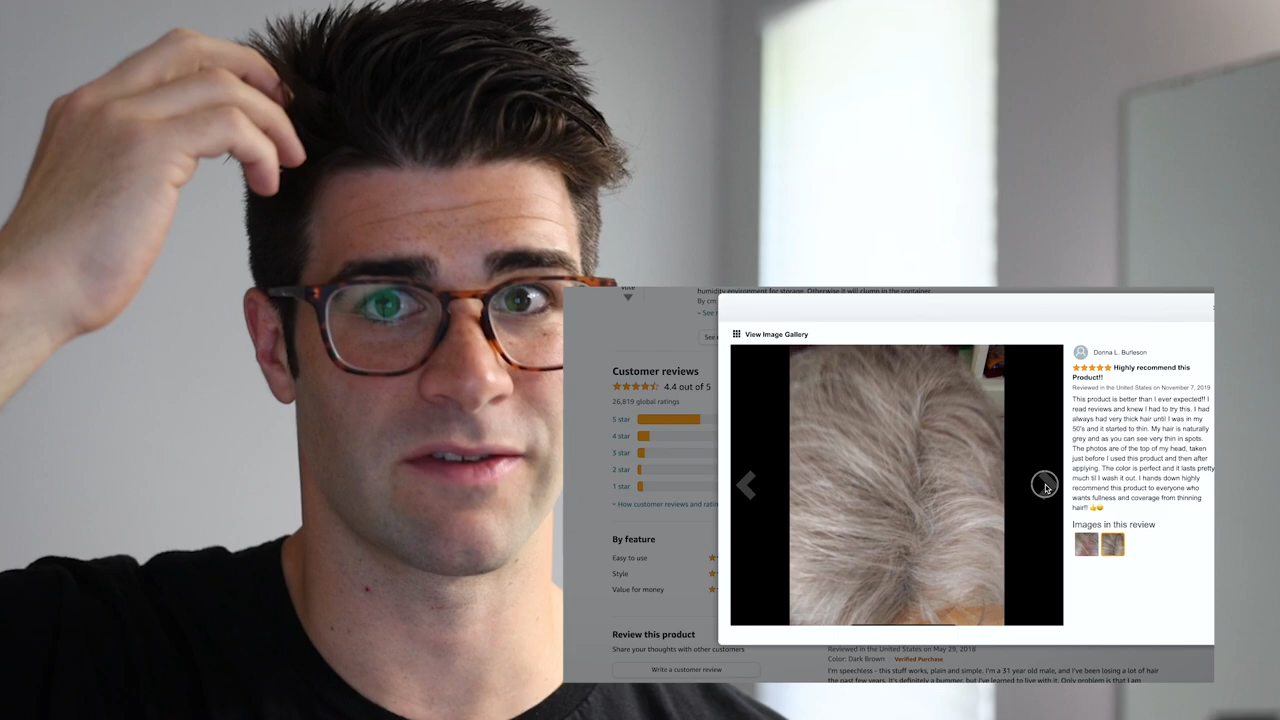 vote
humidity environment for storage. Otherwise it will clump in the container.
By cm
See
Customer reviews
4.4 out of 5
26,819 global ratings
5 star
4 star
3 star
2 star
1 star
How customer reviews and
By feature
Easy to use
Style
Value for money
Review this product
Share your thoughts with other customers
Write a customer review
View Image Gallery
Donna L. Burleson
Highly recommend this
Product!!
Reviewed in the United States on November 7, 2019
This product is better than I ever expected!! I
read reviews and knew I had to try this. I had
always had very thick hair until I was in my
50's and it started to thin. My hair is naturally
grey and as you can see very thin in spots.
The photos are of the top of my head, taken
just before I used this product and then after
applying. The color is perfect and it lasts pretty
much til I wash it out. I hands down highly
recommend this product to everyone who
wants fullness and coverage from thinning
hair!! 👍😄
Images in this review
Reviewed in the United States on May 29, 2018
Color: Dark Brown Verified Purchase
I'm speechless - this stuff works, plain and simple. I'm a 31 year old male, and I've been losing a lot of hair
the past few years. It's definitely a bummer, but I've learned to live with it. Only problem is that I am